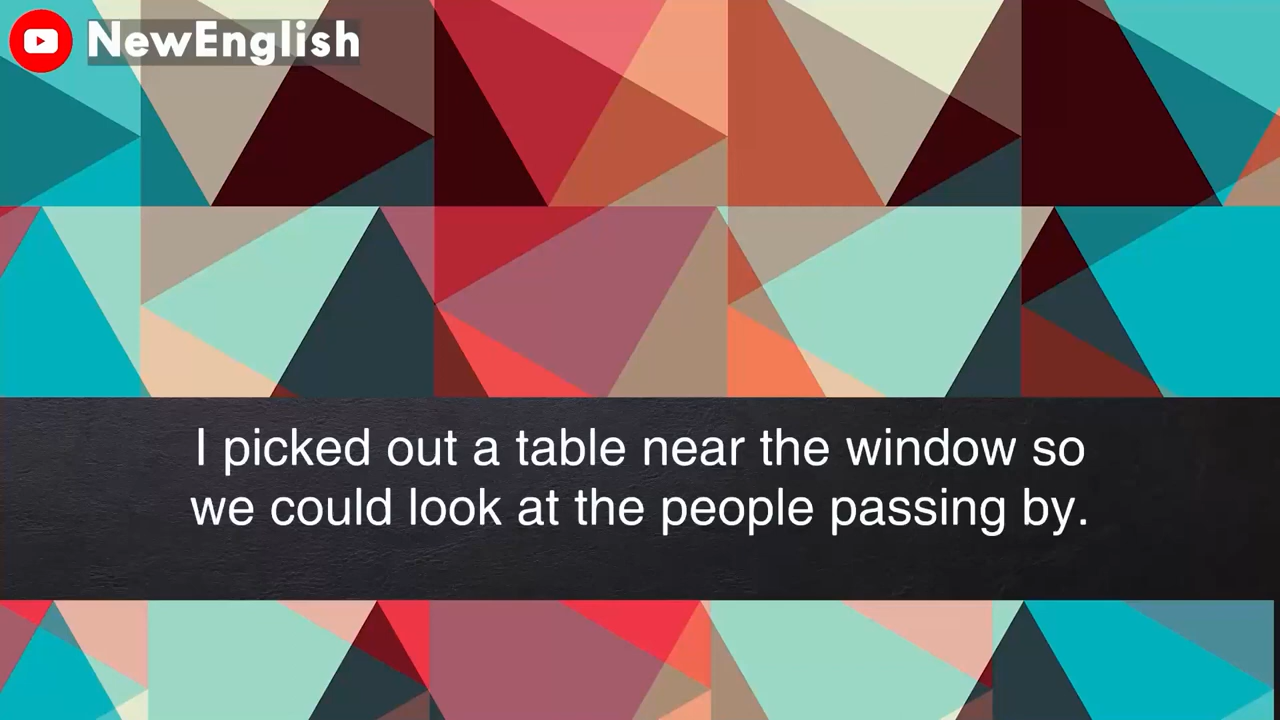 NewEnglish
I picked out a table near the window so
we could look at the people passing by.